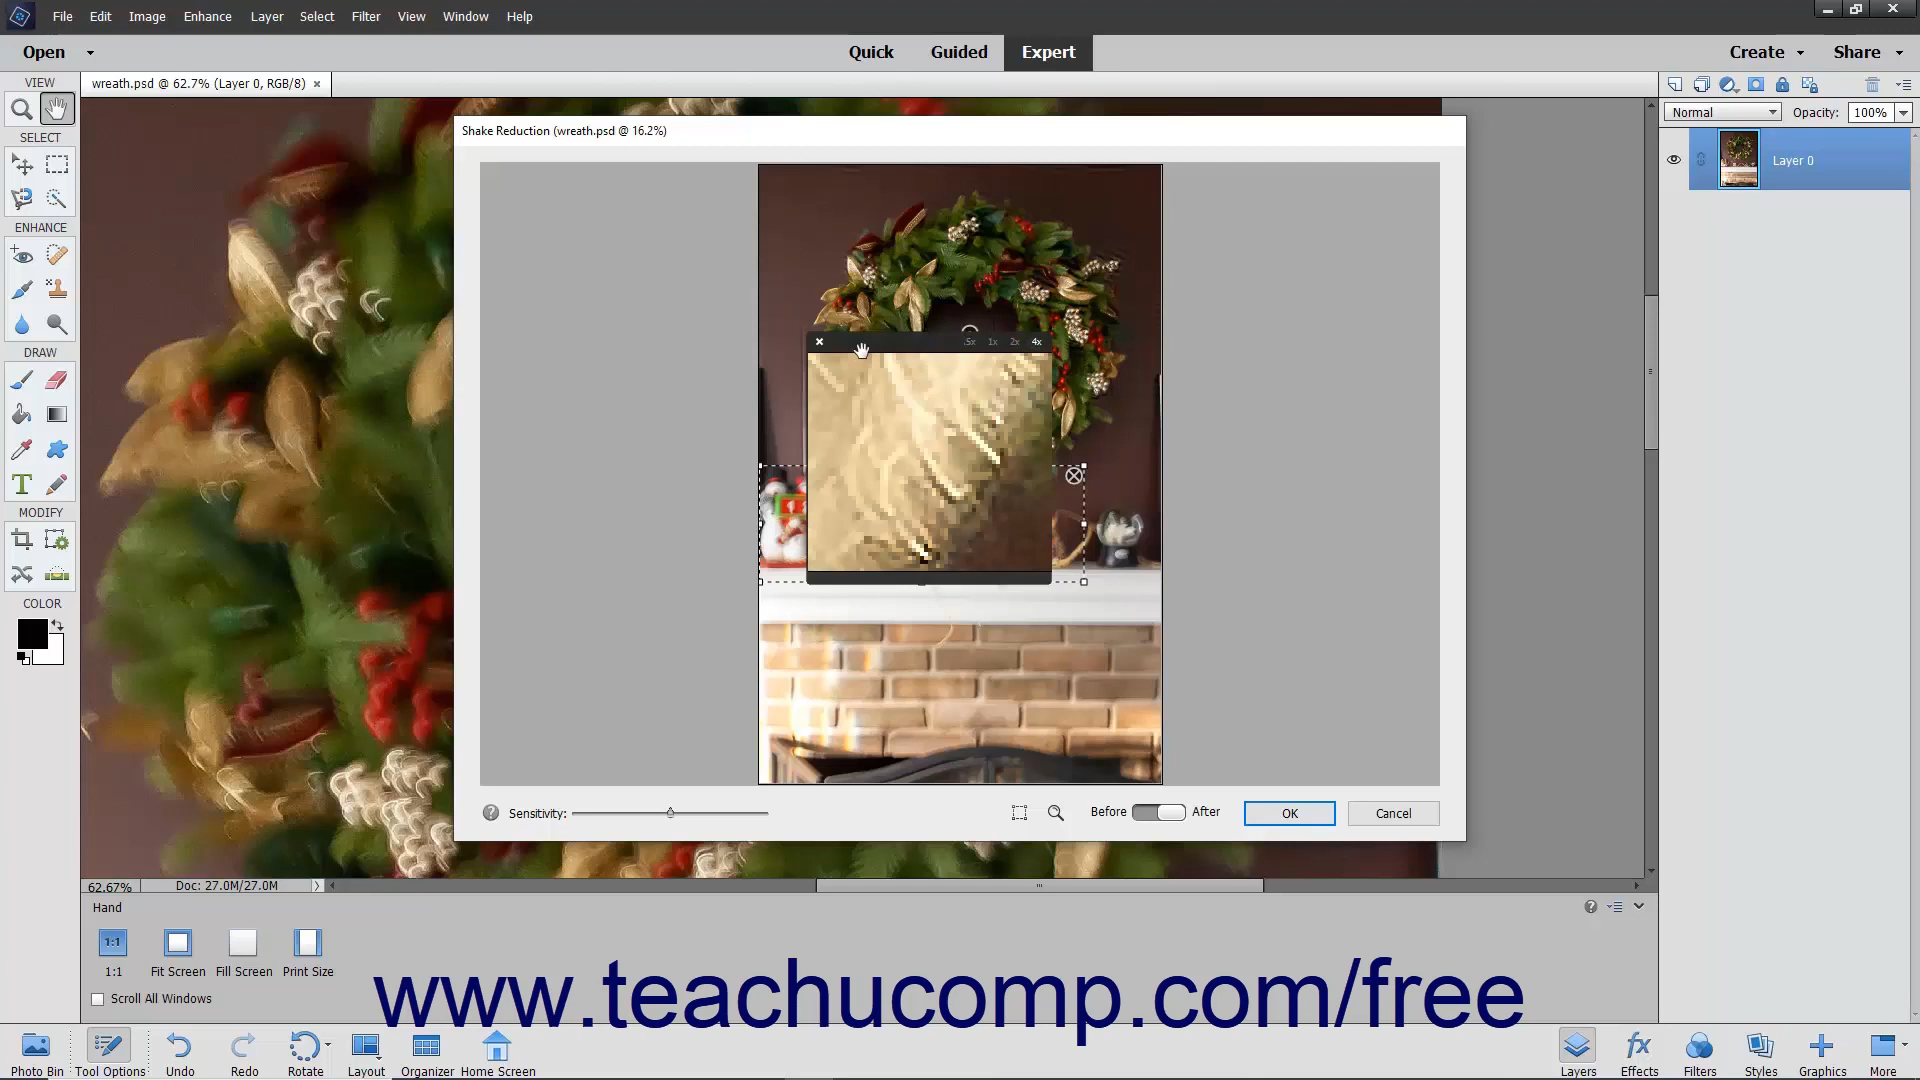 File Edit Image Enhance Layer Select Filter View Window Help
Open Quick Guided Expert Create Share
VIEW wreath.psd @ 62.7% (Layer 0, RGB/8)
Normal Opacity: 100%
SELECT
Shake Reduction (wreath.psd @ 16.2%)
Layer 0
ENHANCE
.5x 1x 2x 4x
DRAW
T
MODIFY
COLOR
Sensitivity: Before After OK Cancel
62.67% Doc: 27.0M/27.0M
Hand
1:1
1:1 Fit Screen Fill Screen Print Size
Scroll All Windows
www.teachucomp.com/free
fx
Photo Bin Tool Options Undo Redo Rotate Layout Organizer Home Screen Layers Effects Filters Styles Graphics More